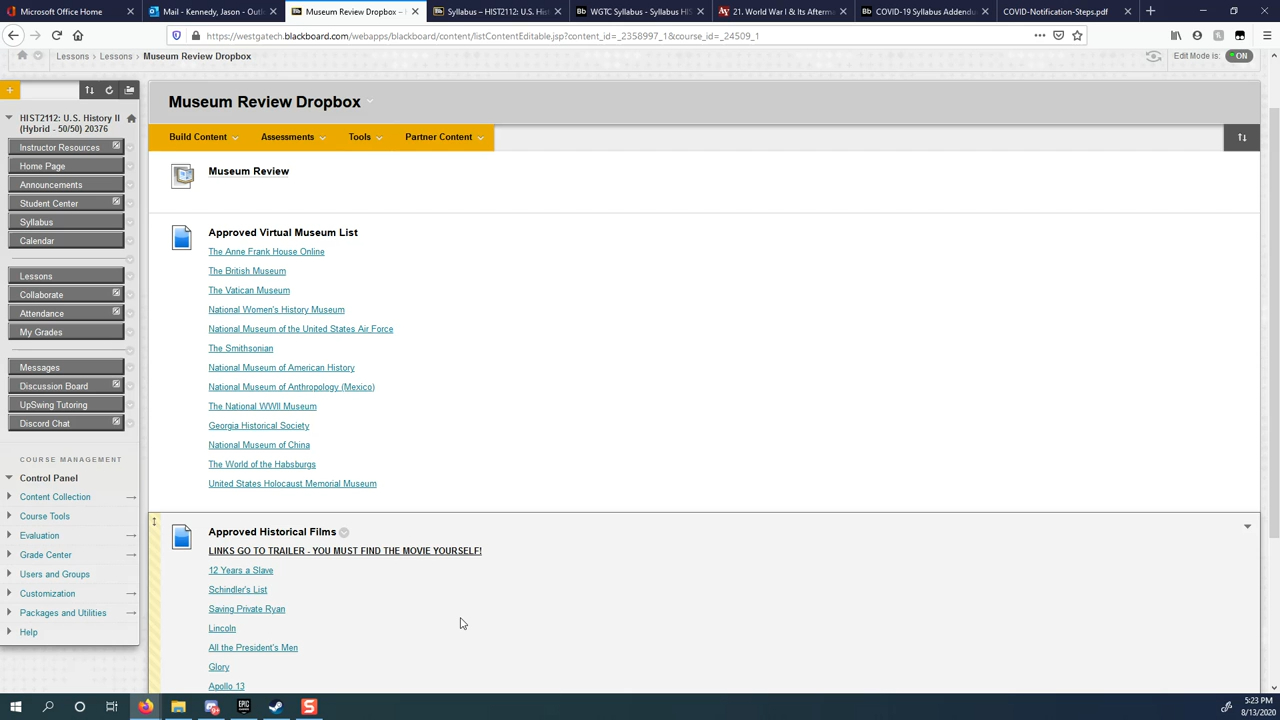 Microsoft Office Home
Mail - Kennedy, Jason - Outlo
Museum Review Dropbox –
Syllabus – HIST2112: U.S. Hist
WGTC Syllabus - Syllabus HIS
21. World War I & Its Afterma
COVID-19 Syllabus Addendu
COVID-Notification-Steps.pdf
https://westgatech.blackboard.com/webapps/blackboard/content/listContentEditable.jsp?content_id=_2358997_1&course_id=_24509_1
Lessons > Lessons > Museum Review Dropbox
Edit Mode is: ON
HIST2112: U.S. History II
(Hybrid - 50/50) 20376
Instructor Resources
Home Page
Announcements
Student Center
Syllabus
Calendar
Lessons
Collaborate
Attendance
My Grades
Messages
Discussion Board
UpSwing Tutoring
Discord Chat
COURSE MANAGEMENT
Control Panel
Content Collection
Course Tools
Evaluation
Grade Center
Users and Groups
Customization
Packages and Utilities
Help
Museum Review Dropbox
Build Content
Assessments
Tools
Partner Content
Museum Review
Approved Virtual Museum List
The Anne Frank House Online
The British Museum
The Vatican Museum
National Women's History Museum
National Museum of the United States Air Force
The Smithsonian
National Museum of American History
National Museum of Anthropology (Mexico)
The National WWII Museum
Georgia Historical Society
National Museum of China
The World of the Habsburgs
United States Holocaust Memorial Museum
Approved Historical Films
LINKS GO TO TRAILER - YOU MUST FIND THE MOVIE YOURSELF!
12 Years a Slave
Schindler's List
Saving Private Ryan
Lincoln
All the President's Men
Glory
Apollo 13
5:23 PM
8/13/2020